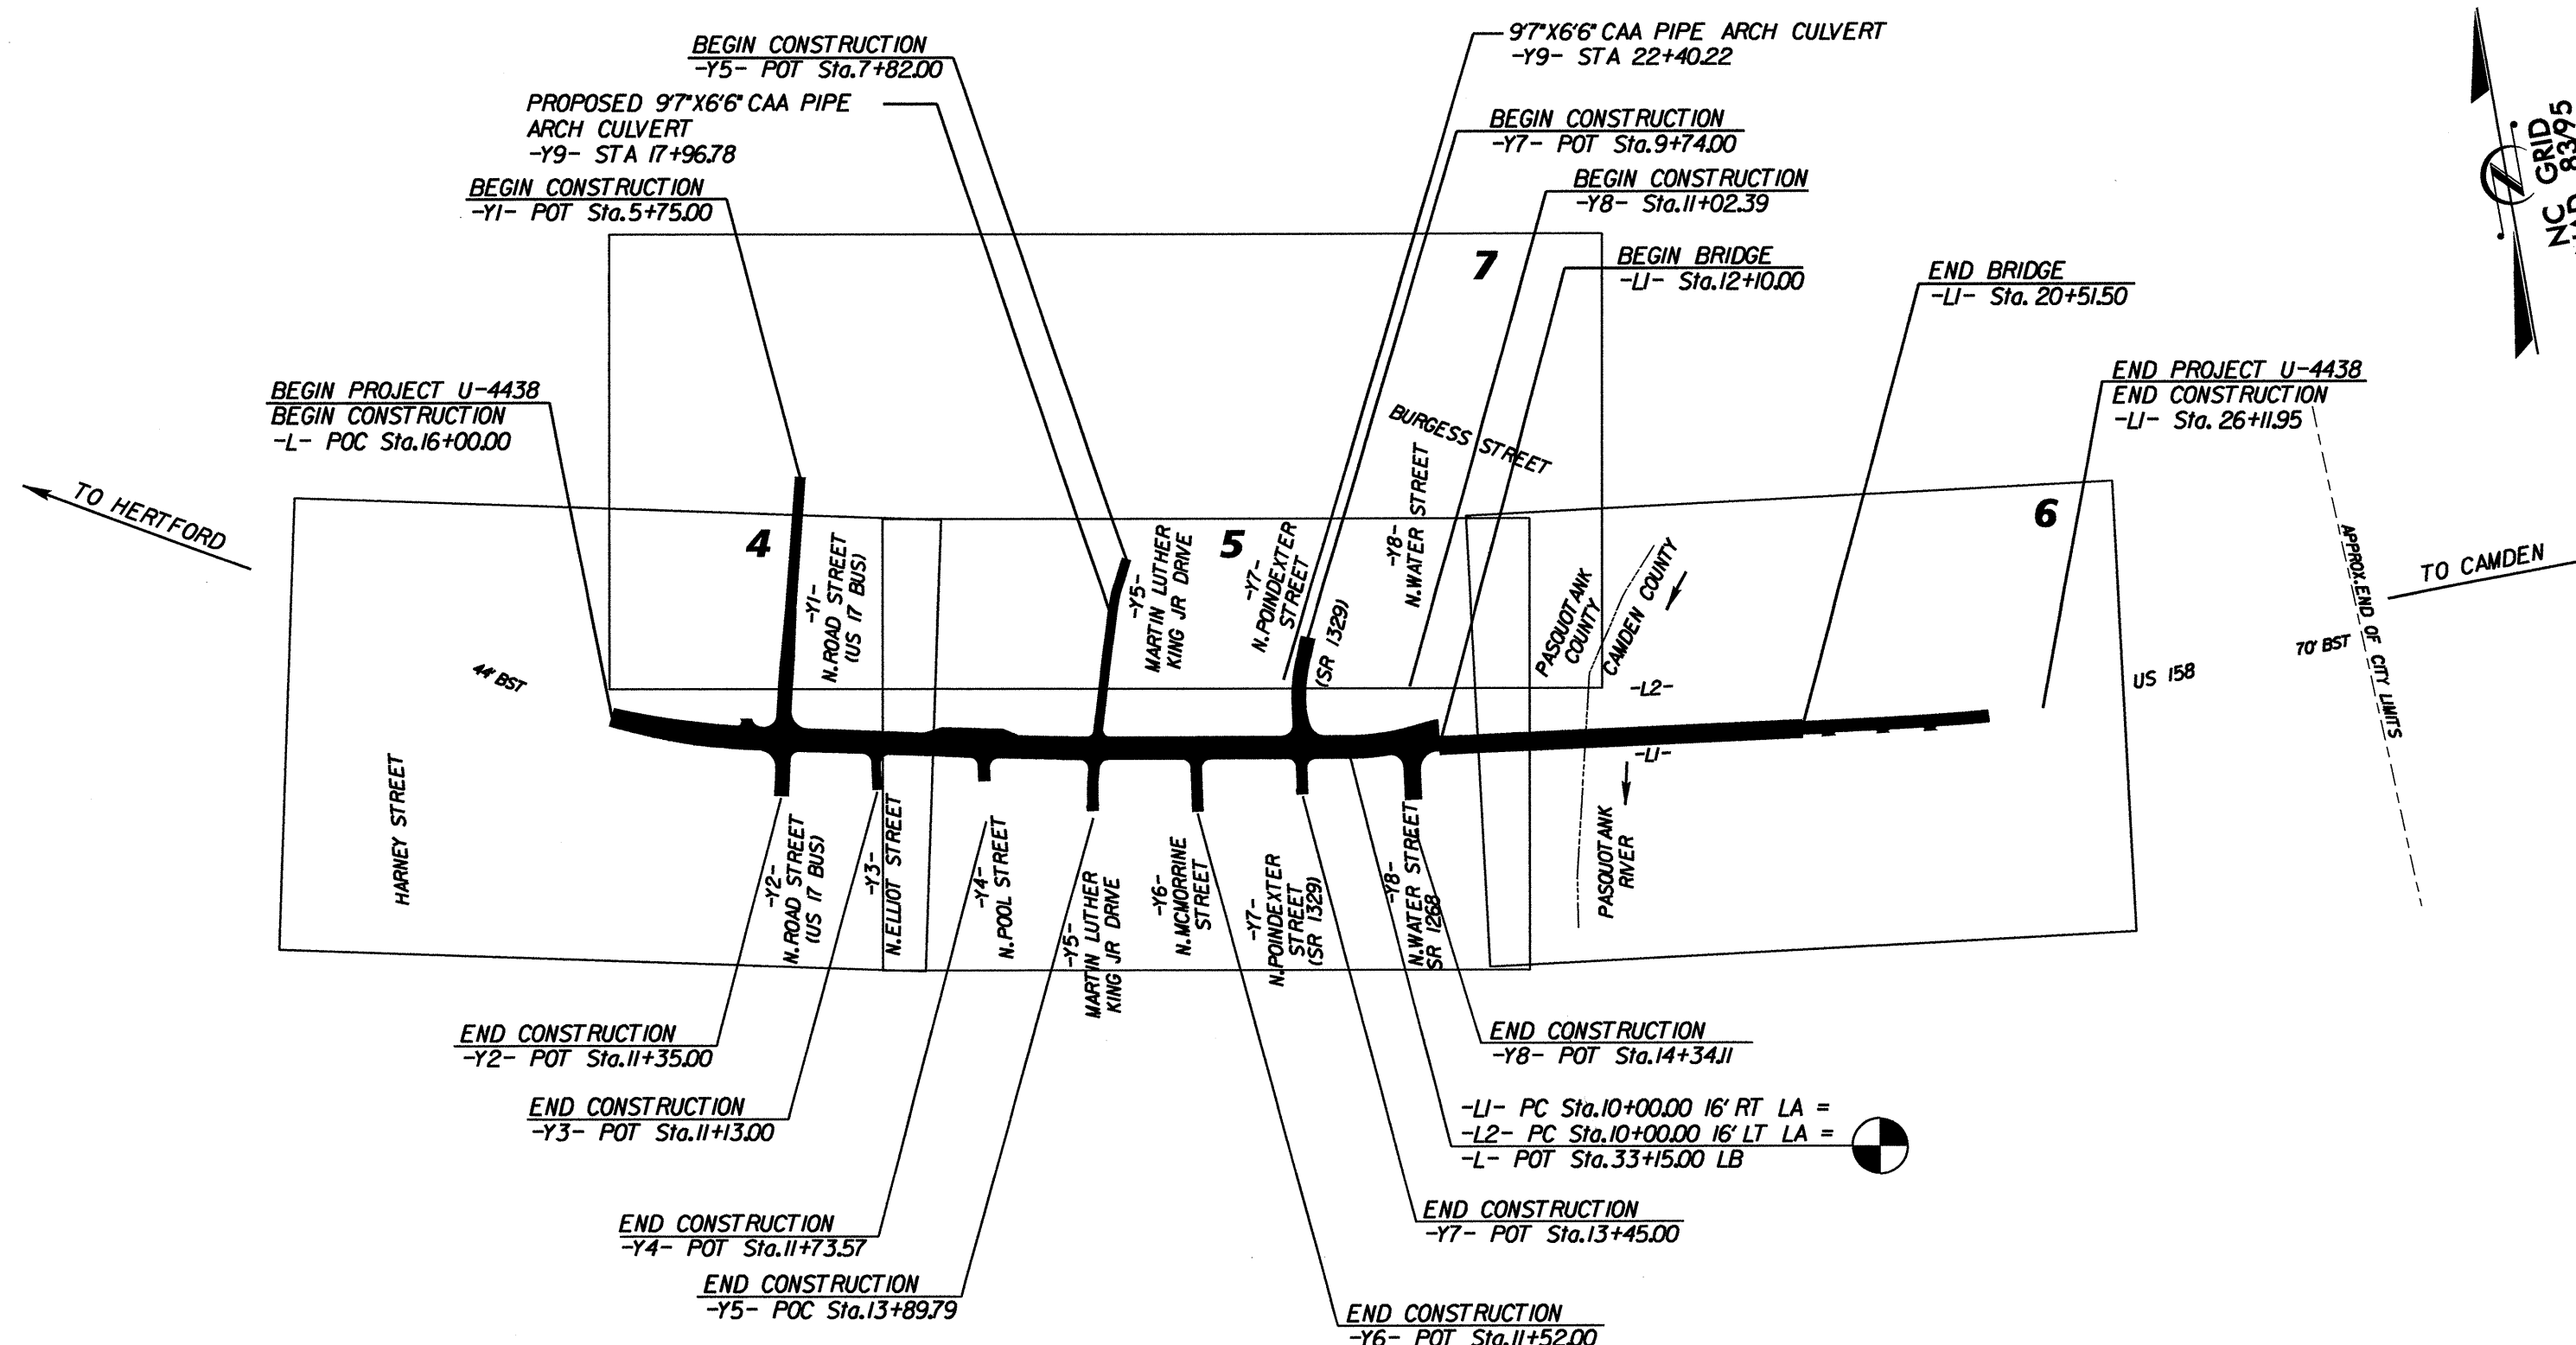 BEGIN CONSTRUCTION
-Y5- POT Sta.7+82.00
PROPOSED 9'7"X6'6" CAA PIPE
ARCH CULVERT
-Y9- STA 17+96.78
BEGIN CONSTRUCTION
-Y1- POT Sta.5+75.00
9'7"X6'6" CAA PIPE ARCH CULVERT
-Y9- STA 22+40.22
BEGIN CONSTRUCTION
-Y7- POT Sta.9+74.00
BEGIN CONSTRUCTION
-Y8- Sta.11+02.39
BEGIN BRIDGE
-L1- Sta.12+10.00
END BRIDGE
-L1- Sta. 20+51.50
NC GRID
83/95
BEGIN PROJECT U-4438
BEGIN CONSTRUCTION
-L- POC Sta.16+00.00
END PROJECT U-4438
END CONSTRUCTION
-L1- Sta. 26+11.95
TO HERTFORD
TO CAMDEN
7
4
5
6
BURGESS STREET
-Y1-
N.ROAD STREET
(US 17 BUS)
-Y5-
MARTIN LUTHER
KING JR DRIVE
-Y7-
N.POINDEXTER
STREET
(SR 1329)
-Y8-
N.WATER STREET
PASQUOTANK
COUNTY
CAMDEN COUNTY
-L2-
-L1-
PASQUOTANK
RIVER
APPROX.END OF CITY LIMITS
70' BST
US 158
44' BST
HARNEY STREET
-Y2-
N.ROAD STREET
(US 17 BUS)
-Y3-
N.ELLIOT STREET
-Y4-
N.POOL STREET
-Y5-
MARTIN LUTHER
KING JR DRIVE
-Y6-
N.MCMORRINE
STREET
-Y7-
N.POINDEXTER
STREET
(SR 1329)
-Y8-
N.WATER STREET
SR 1268
END CONSTRUCTION
-Y2- POT Sta.11+35.00
END CONSTRUCTION
-Y3- POT Sta.11+13.00
END CONSTRUCTION
-Y4- POT Sta.11+73.57
END CONSTRUCTION
-Y5- POC Sta.13+89.79
END CONSTRUCTION
-Y8- POT Sta.14+34.11
-L1- PC Sta.10+00.00 16' RT LA =
-L2- PC Sta.10+00.00 16' LT LA =
-L- POT Sta.33+15.00 LB
END CONSTRUCTION
-Y7- POT Sta.13+45.00
END CONSTRUCTION
-Y6- POT Sta.11+52.00